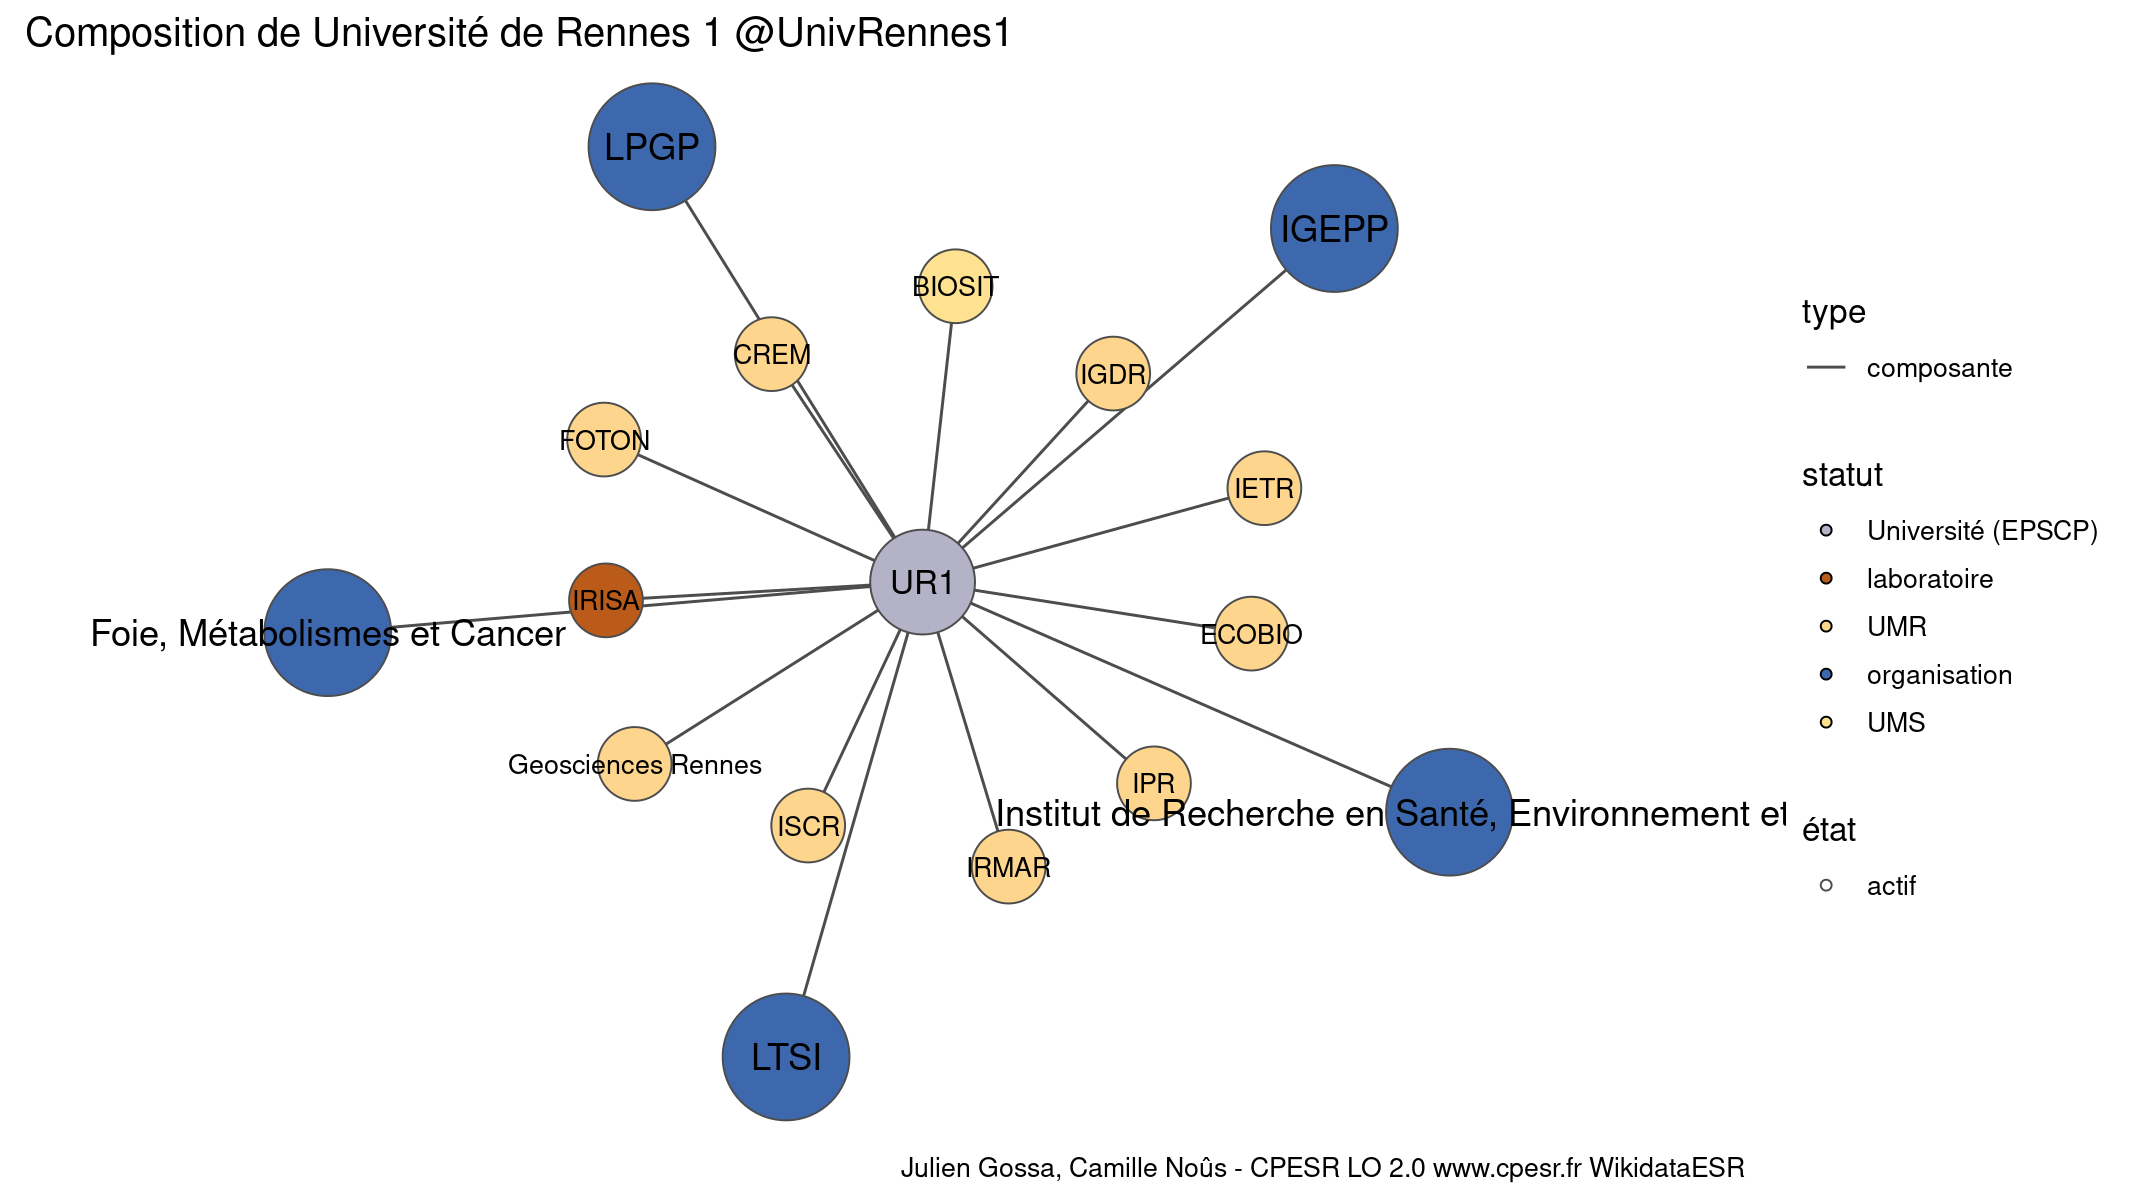 Composition de Université de Rennes 1 @UnivRennes1
LPGP
IGEPP
BIOSIT
CREM
IGDR
FOTON
IETR
UR1
IRISA
Foie, Métabolismes et Cancer
ECOBIO
Geosciences Rennes
IPR
Institut de Recherche en Santé, Environnement et
ISCR
IRMAR
LTSI
type
composante
statut
Université (EPSCP)
laboratoire
UMR
organisation
UMS
état
actif
Julien Gossa, Camille Noûs - CPESR LO 2.0 www.cpesr.fr WikidataESR